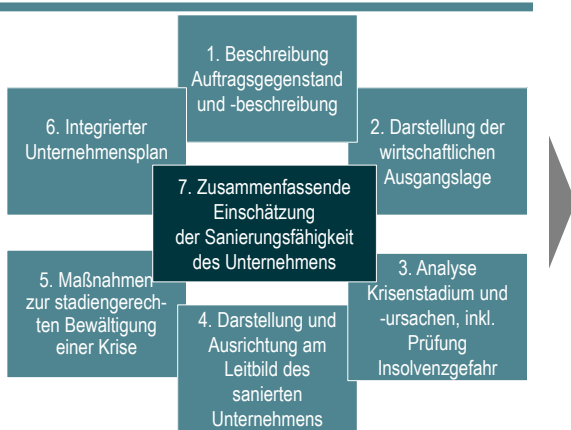 1. Beschreibung
Auftragsgegenstand
und -beschreibung
2. Darstellung der
wirtschaftlichen
Ausgangslage
3. Analyse
Krisenstadium und
-ursachen, inkl.
Prüfung
Insolvenzgefahr
4. Darstellung und
Ausrichtung am
Leitbild des
sanierten
Unternehmens
5. Maßnahmen
zur stadiengerech-
ten Bewältigung
einer Krise
6. Integrierter
Unternehmensplan
7. Zusammenfassende
Einschätzung
der Sanierungsfähigkeit
des Unternehmens